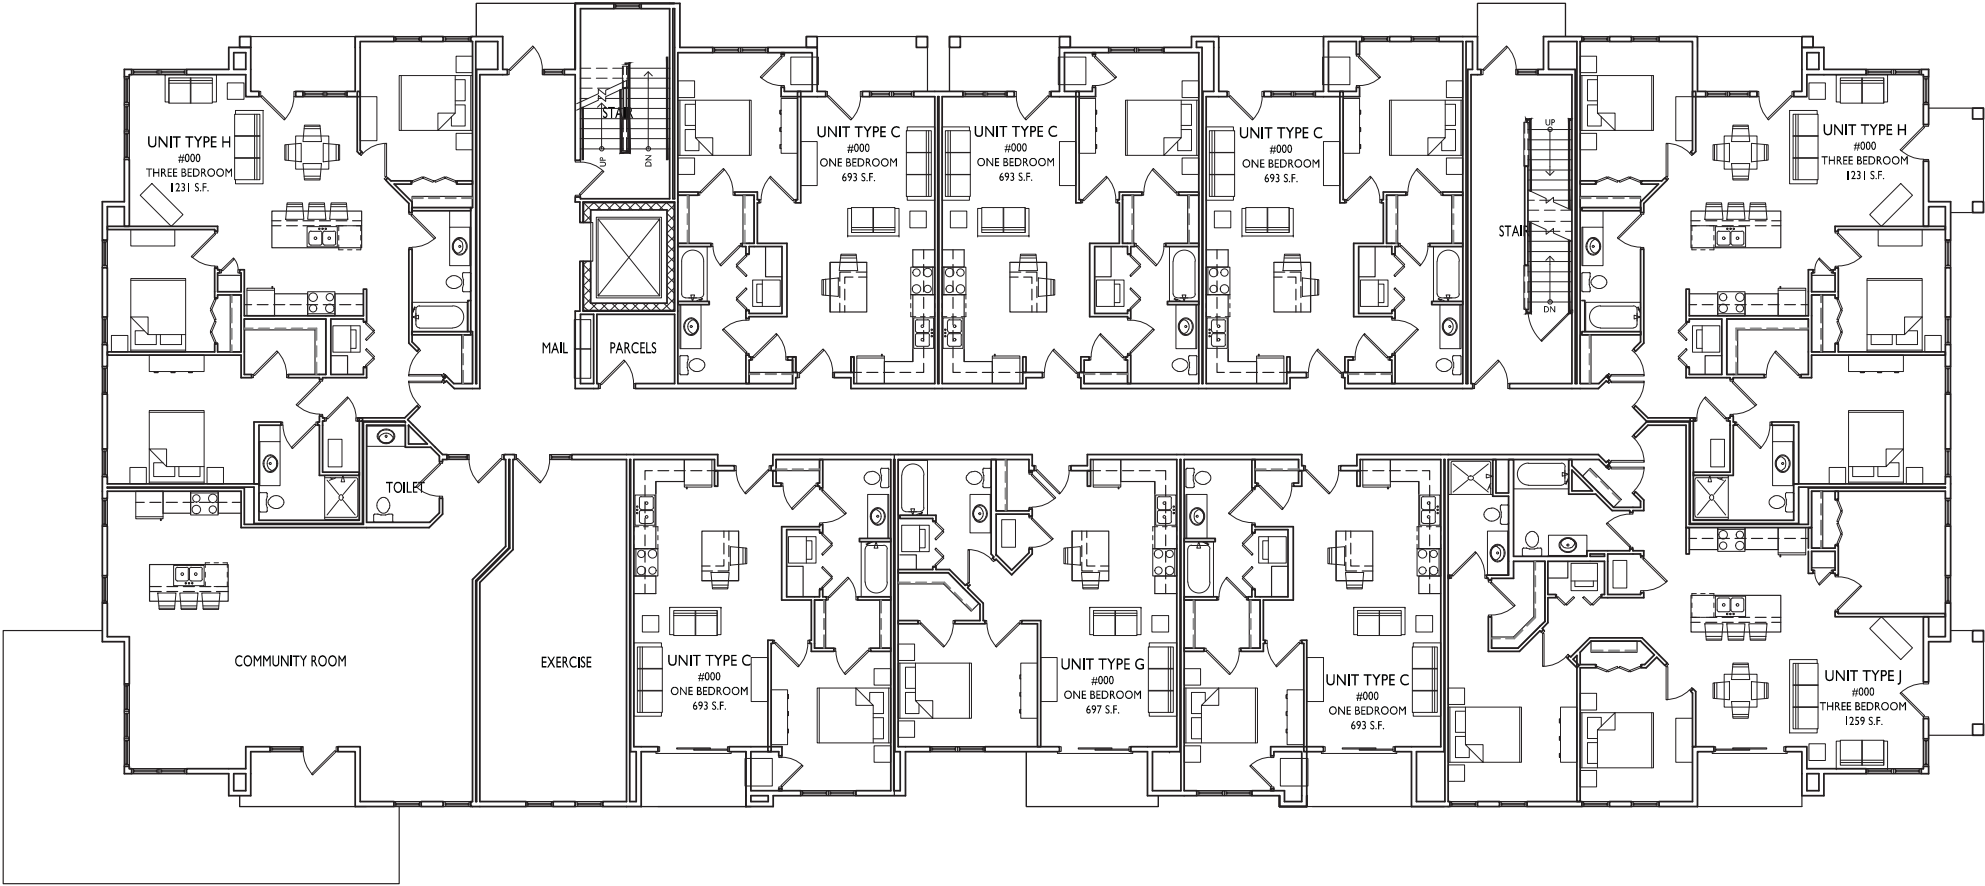 UNIT TYPE H
#000
THREE BEDROOM
1231 S.F.
STAIR
UP
DN
UNIT TYPE C
#000
ONE BEDROOM
693 S.F.
UNIT TYPE C
#000
ONE BEDROOM
693 S.F.
UNIT TYPE C
#000
ONE BEDROOM
693 S.F.
UP
STAIR
DN
UNIT TYPE H
#000
THREE BEDROOM
1231 S.F.
MAIL
PARCELS
TOILET
COMMUNITY ROOM
EXERCISE
UNIT TYPE C
#000
ONE BEDROOM
693 S.F.
UNIT TYPE G
#000
ONE BEDROOM
697 S.F.
UNIT TYPE C
#000
ONE BEDROOM
693 S.F.
UNIT TYPE J
#000
THREE BEDROOM
1259 S.F.